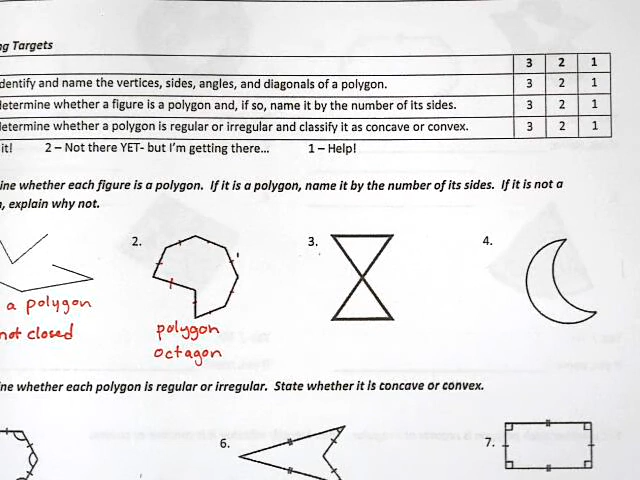 ng Targets
3 2 1
dentify and name the vertices, sides, angles, and diagonals of a polygon. 3 2 1
determine whether a figure is a polygon and, if so, name it by the number of its sides. 3 2 1
determine whether a polygon is regular or irregular and classify it as concave or convex. 3 2 1
it! 2 – Not there YET- but I'm getting there... 1 – Help!
ine whether each figure is a polygon. If it is a polygon, name it by the number of its sides. If it is not a
, explain why not.
2. 3. 4.
a polygon
not closed
polygon
octagon
ine whether each polygon is regular or irregular. State whether it is concave or convex.
6. 7.